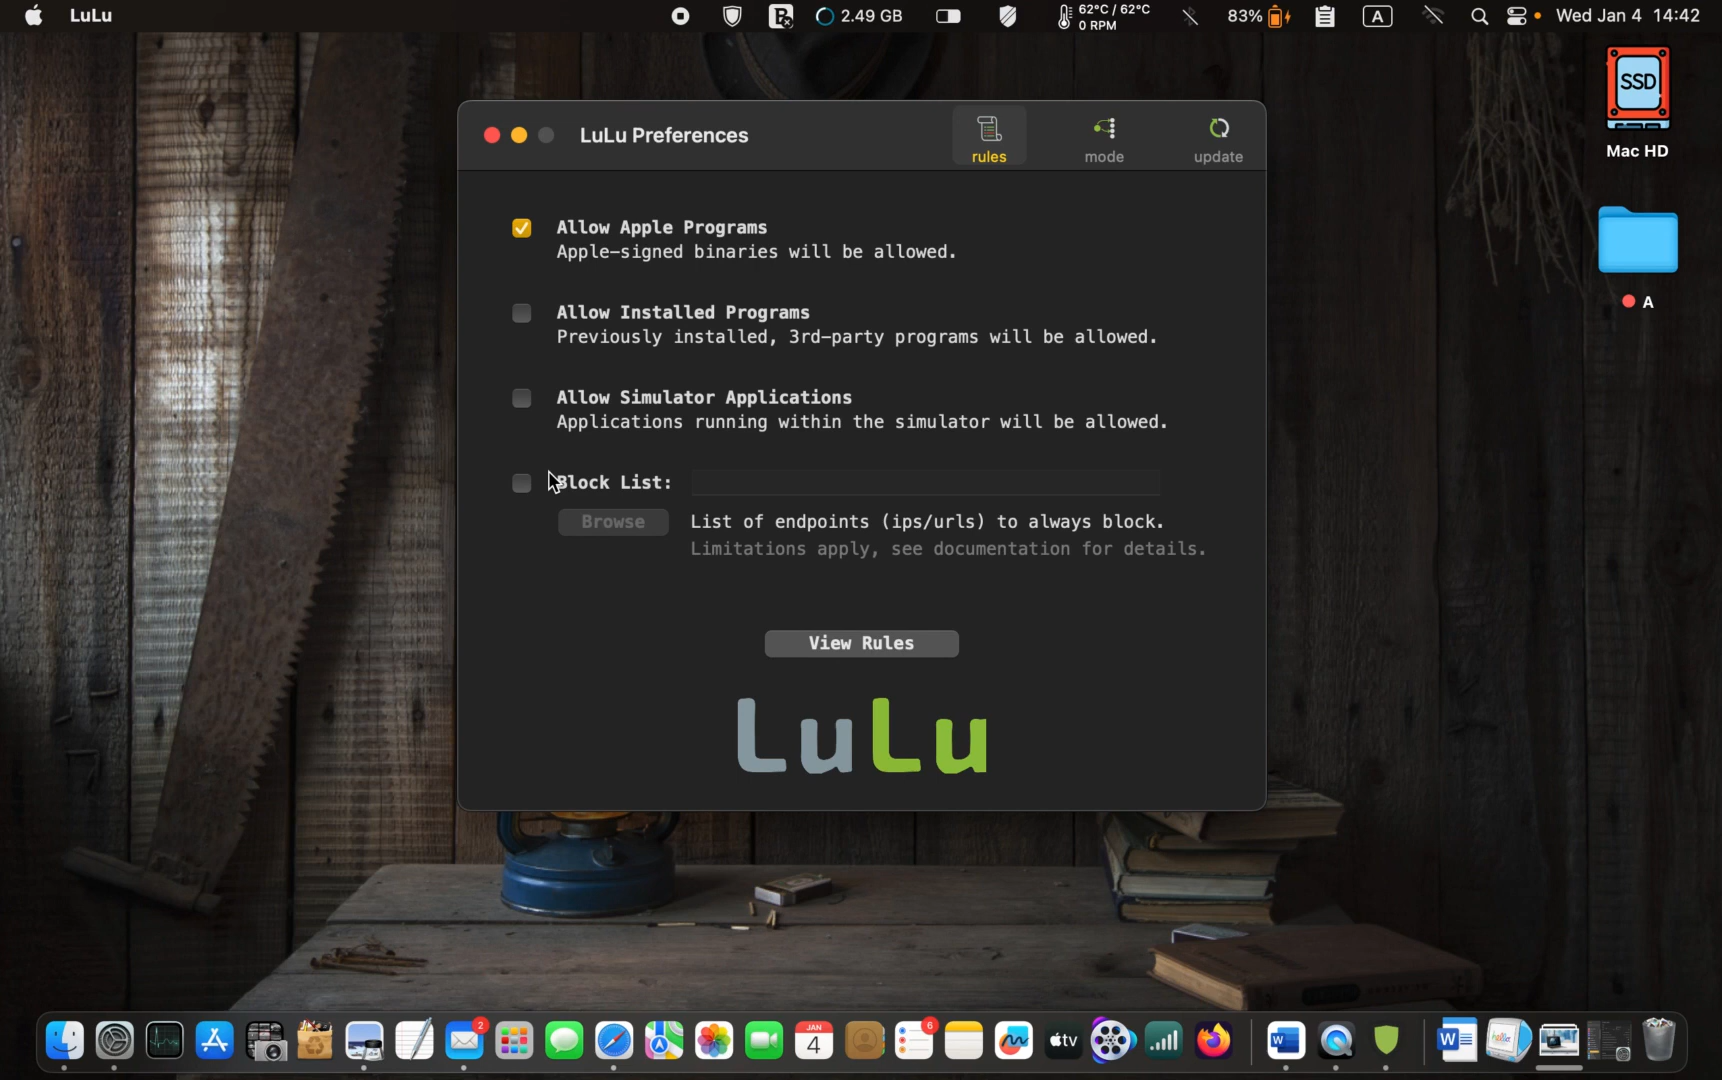 LuLu
2.49 GB
62°C / 62°C
0 RPM
83%
A
Wed Jan 4 14:42
LuLu Preferences
rules
mode
update
SSD
Mac HD
A
Allow Apple Programs
Apple-signed binaries will be allowed.
Allow Installed Programs
Previously installed, 3rd-party programs will be allowed.
Allow Simulator Applications
Applications running within the simulator will be allowed.
Block List:
Browse
List of endpoints (ips/urls) to always block.
Limitations apply, see documentation for details.
View Rules
LuLu
2
JAN
4
6
tv
W
W
hello